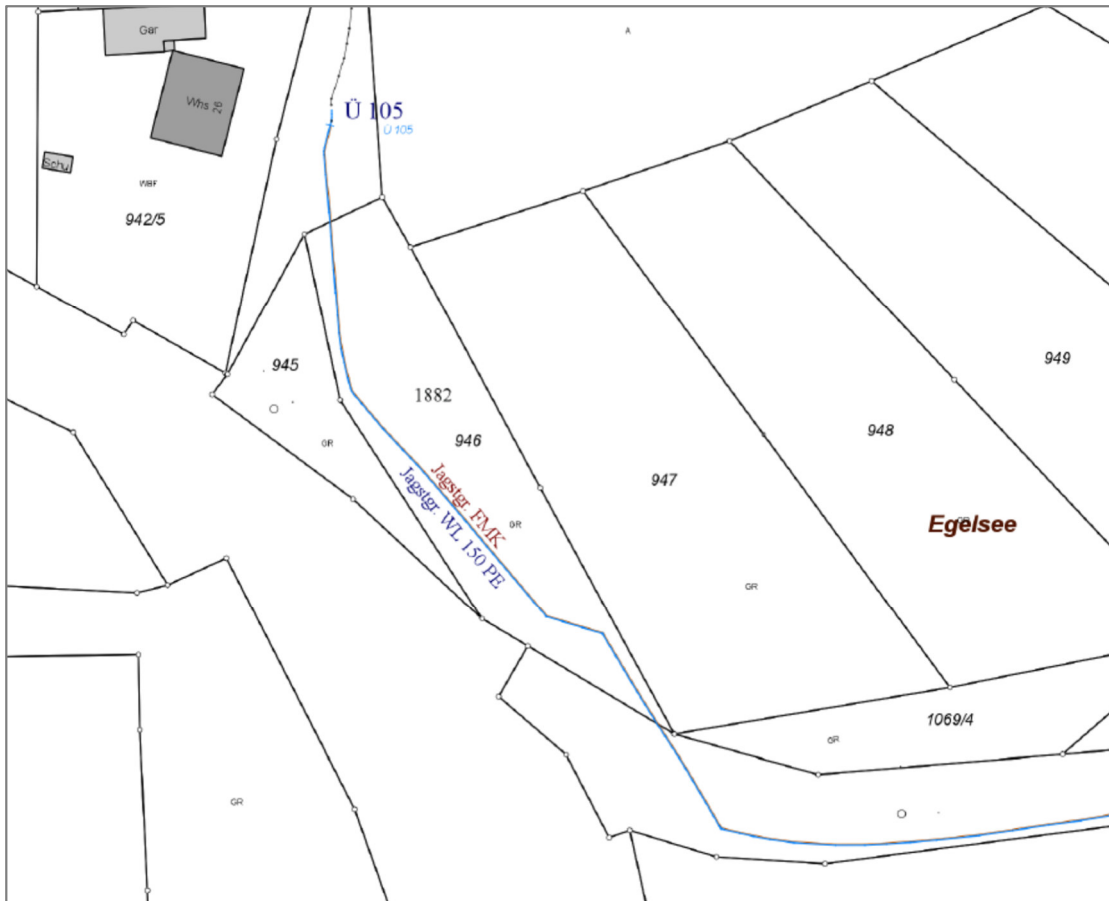 Gar
A
Whs 26
Ü 105
Ü 105
Schu
WBF
942/5
945
949
1882
948
946
947
GR
Jagstgr. FMK
Jagstgr. WL 150 PE
GR
GR
Egelsee
GR
1069/4
GR
GR